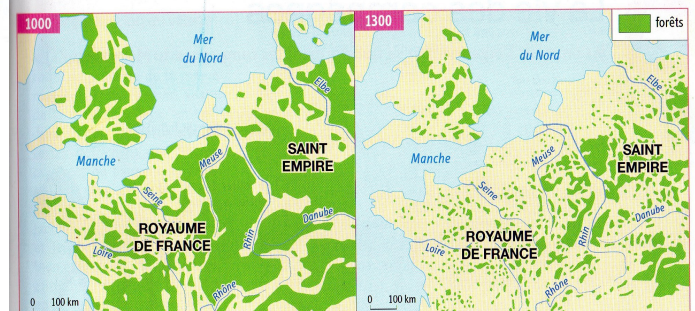 1000
Mer
du Nord
Elbe
SAINT
EMPIRE
Manche
Meuse
Seine
ROYAUME
DE FRANCE
Danube
Rhin
Loire
Rhône
0 100 km
1300
forêts
Mer
du Nord
Elbe
SAINT
EMPIRE
Manche
Meuse
Seine
ROYAUME
DE FRANCE
Danube
Rhin
Loire
Rhône
0 100 km